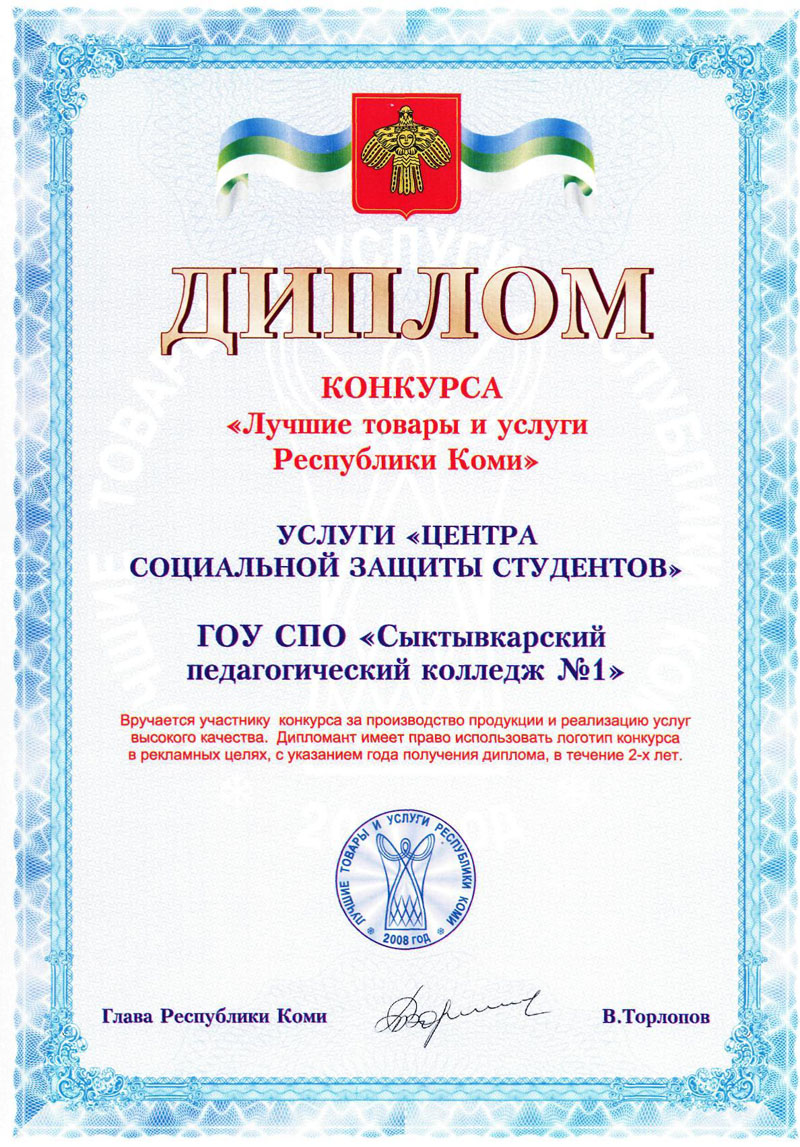 ДИПЛОМ
КОНКУРСА
«Лучшие товары и услуги
Республики Коми»
УСЛУГИ «ЦЕНТРА
СОЦИАЛЬНОЙ ЗАЩИТЫ СТУДЕНТОВ»
ГОУ СПО «Сыктывкарский
педагогический колледж №1»
Вручается участнику конкурса за производство продукции и реализацию услуг
высокого качества. Дипломант имеет право использовать логотип конкурса
в рекламных целях, с указанием года получения диплома, в течение 2-х лет.
ЛУЧШИЕ ТОВАРЫ И УСЛУГИ РЕСПУБЛИКИ КОМИ
2008 ГОД
Глава Республики Коми В.Торлопов